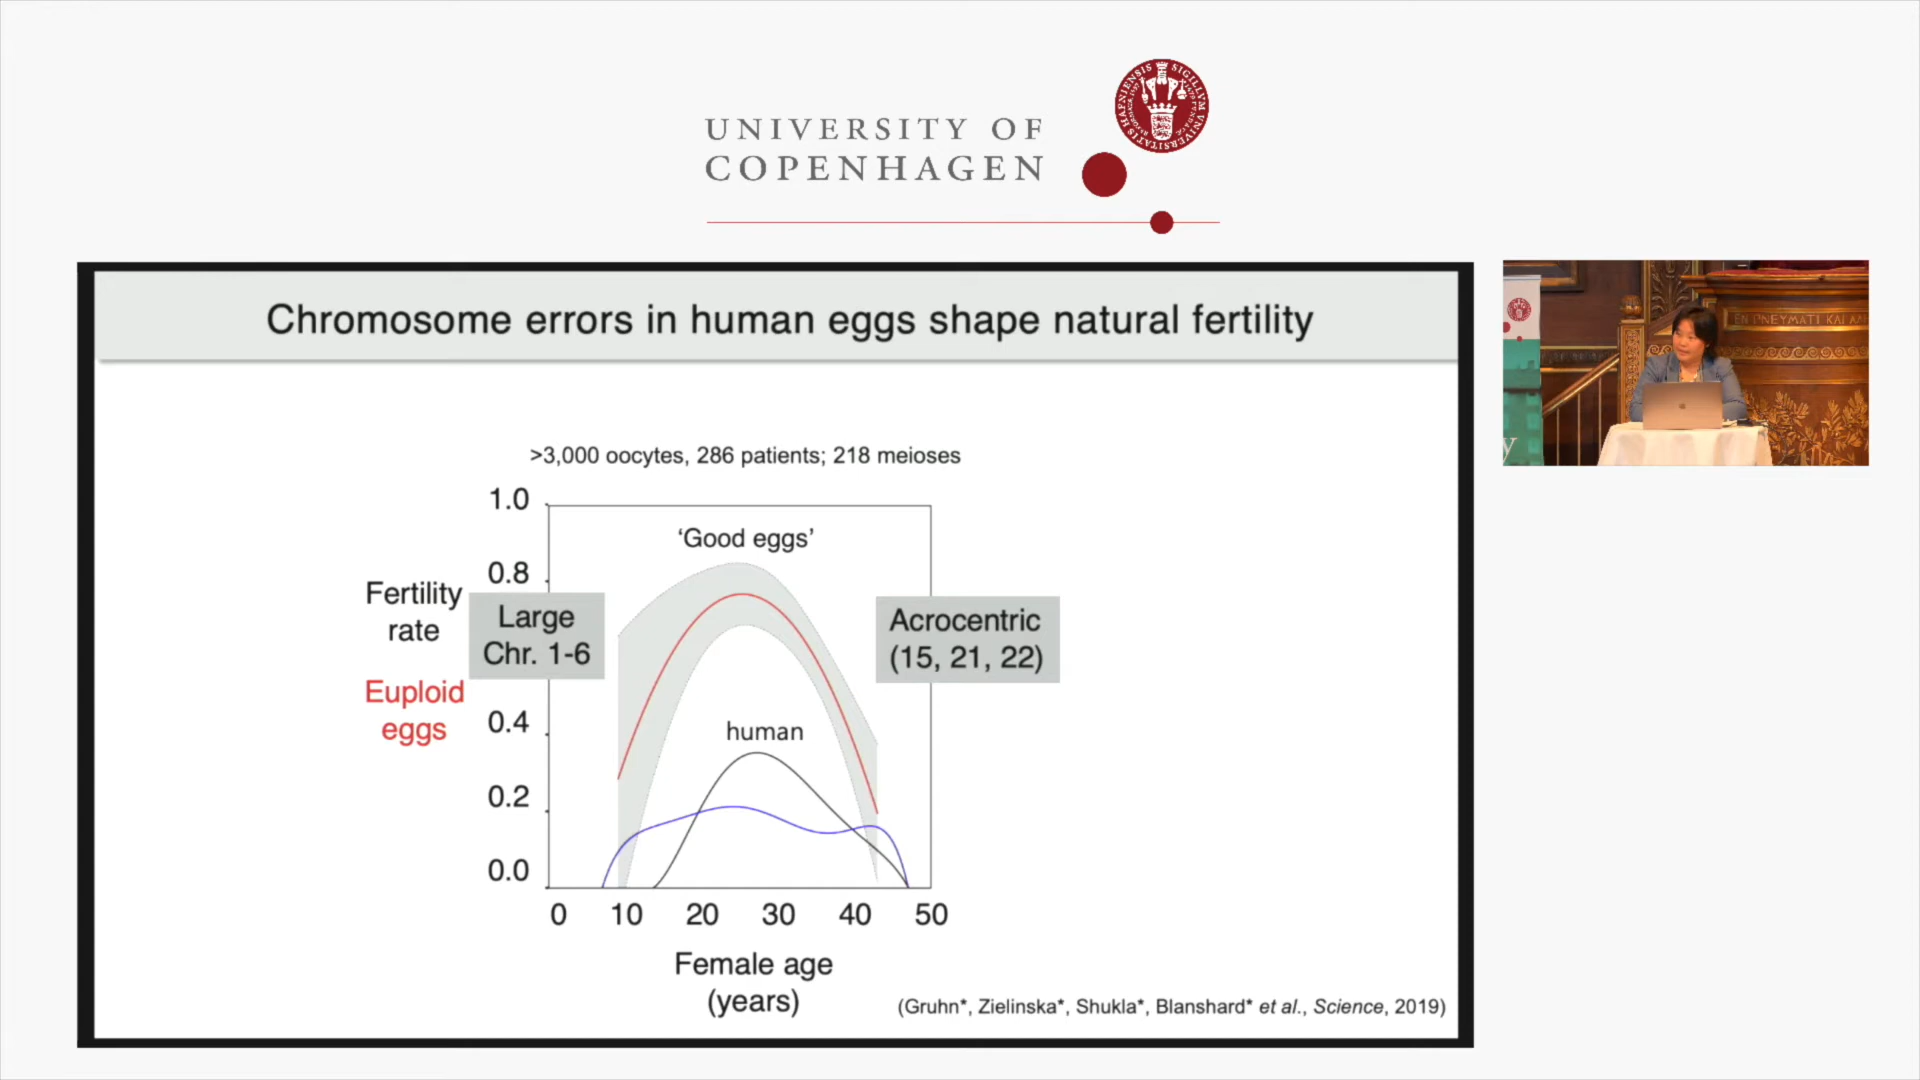 UNIVERSITY OF
COPENHAGEN
Chromosome errors in human eggs shape natural fertility
>3,000 oocytes, 286 patients; 218 meioses
1.0
0.8
0.4
0.2
0.0
Fertility
rate
Euploid
eggs
Large
Chr. 1-6
‘Good eggs’
human
Acrocentric
(15, 21, 22)
0 10 20 30 40 50
Female age
(years)
(Gruhn*, Zielinska*, Shukla*, Blanshard* et al., Science, 2019)
EN PNEYMATI KAI